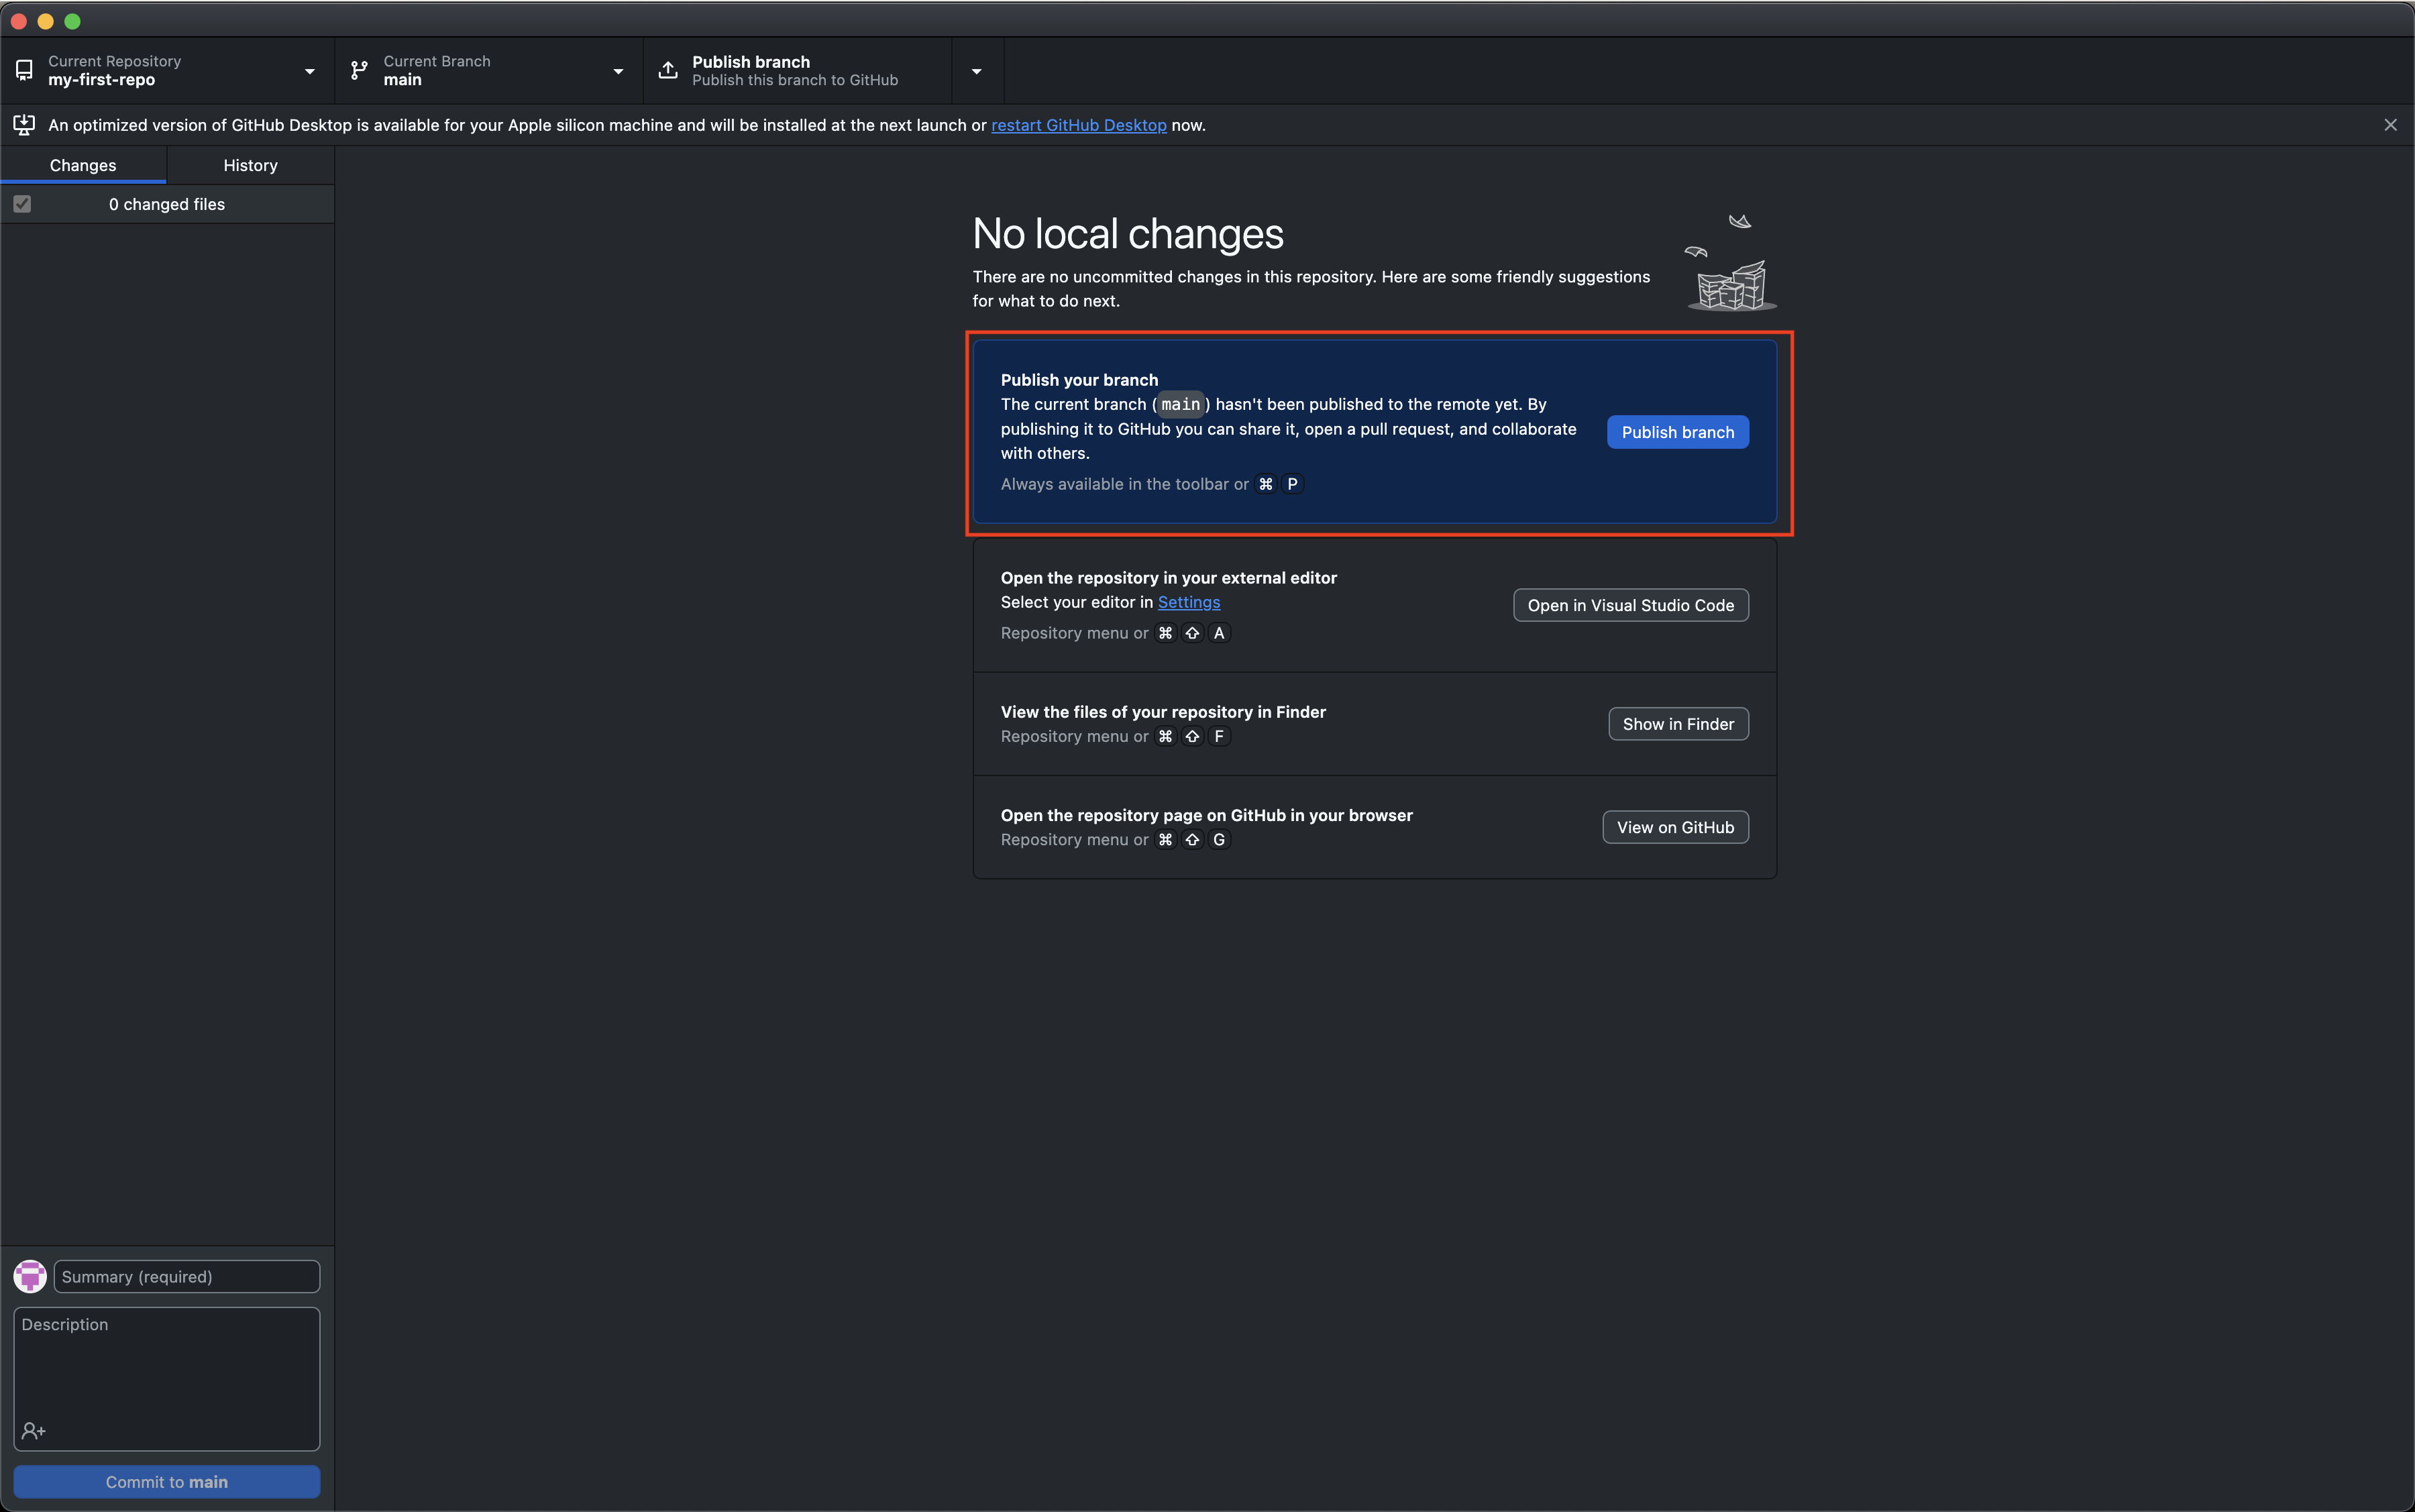 Current Repository
my-first-repo
Current Branch
main
Publish branch
Publish this branch to GitHub
An optimized version of GitHub Desktop is available for your Apple silicon machine and will be installed at the next launch or restart GitHub Desktop now.
Changes
History
0 changed files
No local changes
There are no uncommitted changes in this repository. Here are some friendly suggestions
for what to do next.
Publish your branch
The current branch (main) hasn't been published to the remote yet. By
publishing it to GitHub you can share it, open a pull request, and collaborate
with others.
Always available in the toolbar or ⌘ P
Publish branch
Open the repository in your external editor
Select your editor in Settings
Repository menu or ⌘ ⇧ A
Open in Visual Studio Code
View the files of your repository in Finder
Repository menu or ⌘ ⇧ F
Show in Finder
Open the repository page on GitHub in your browser
Repository menu or ⌘ ⇧ G
View on GitHub
Summary (required)
Description
Commit to main